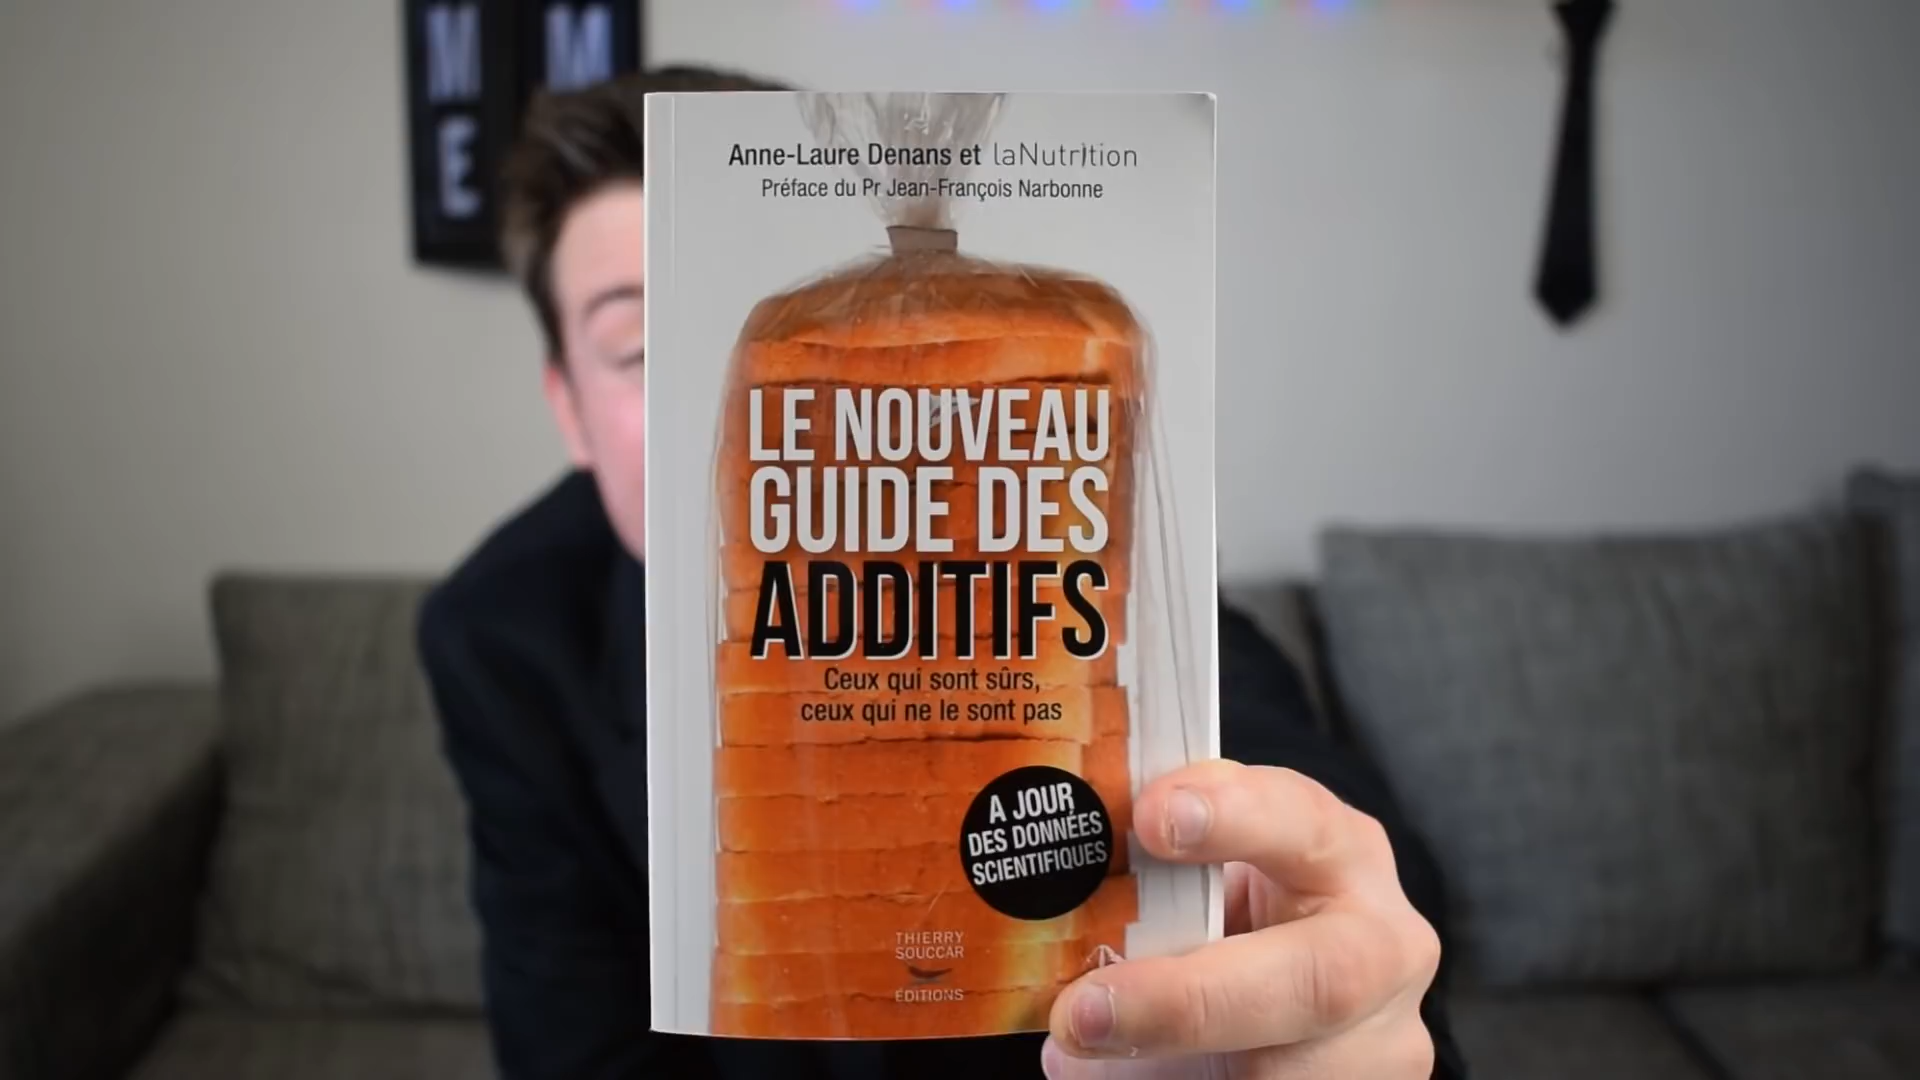 M M
E
Anne-Laure Denans et laNutrition
Préface du Pr Jean-François Narbonne
LE NOUVEAU
GUIDE DES
ADDITIFS
Ceux qui sont sûrs,
ceux qui ne le sont pas
A JOUR
DES DONNÉES
SCIENTIFIQUES
THIERRY
SOUCCAR
ÉDITIONS